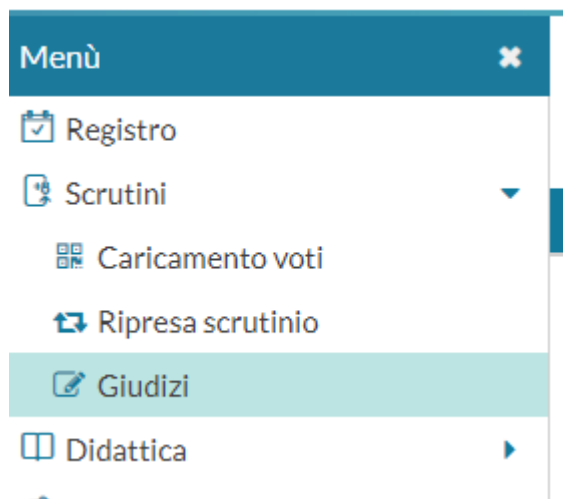 Menù
Registro
Scrutini
Caricamento voti
Ripresa scrutinio
Giudizi
Didattica